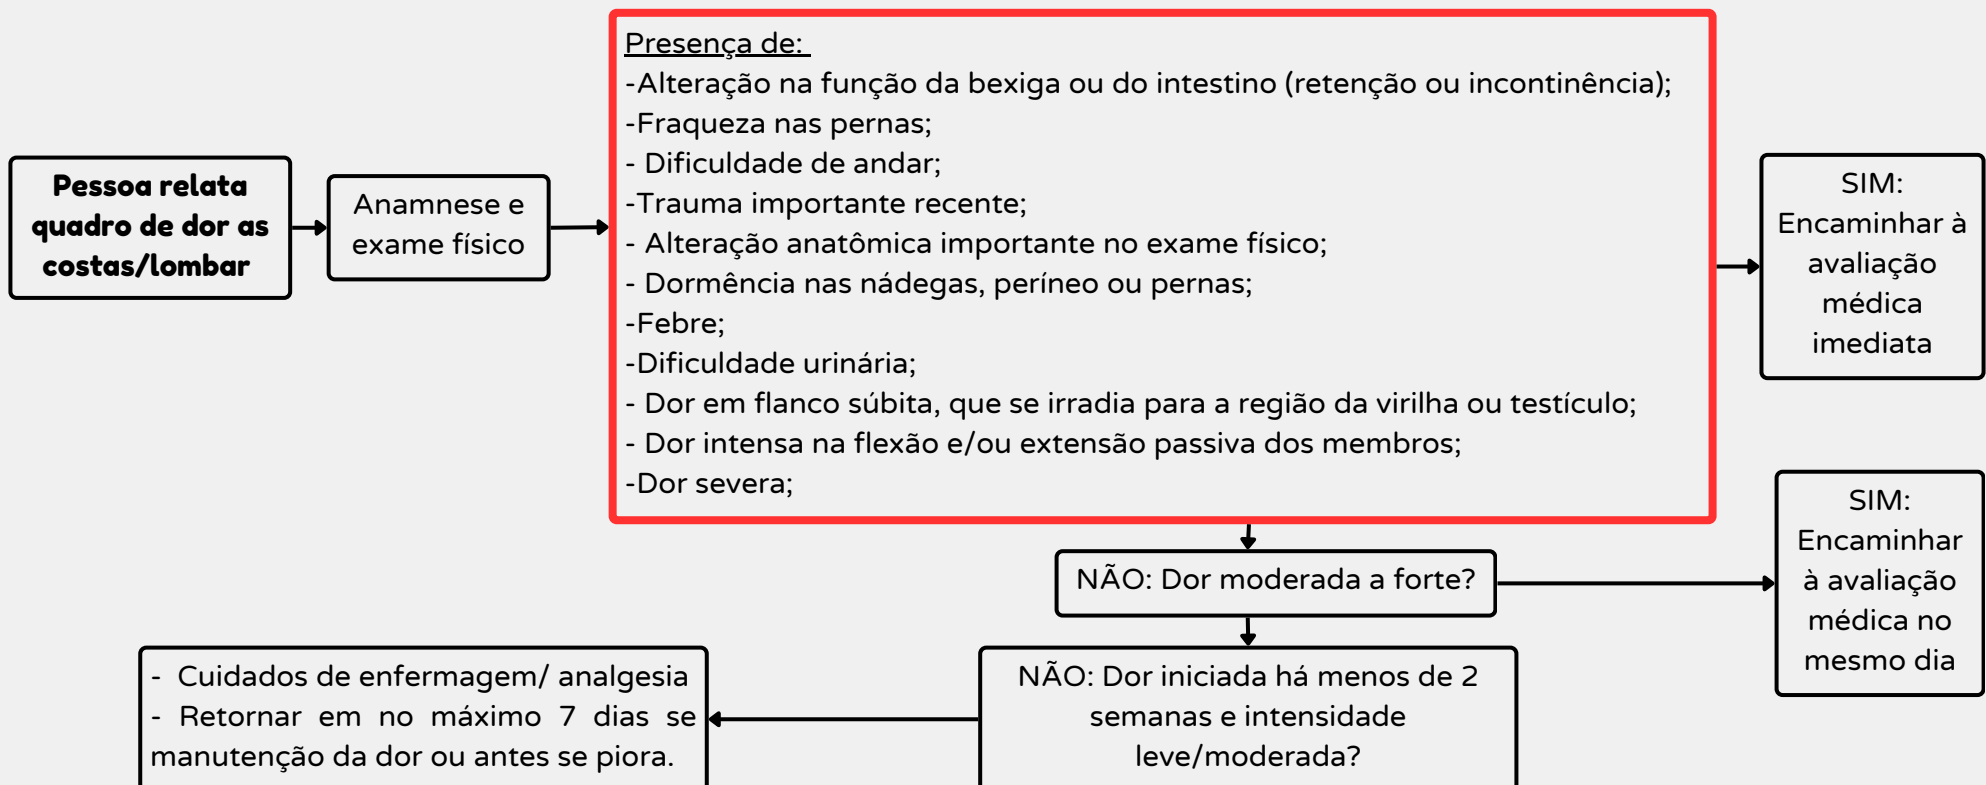 Pessoa relata
quadro de dor as
costas/lombar
Anamnese e
exame físico
Presença de:
-Alteração na função da bexiga ou do intestino (retenção ou incontinência);
-Fraqueza nas pernas;
- Dificuldade de andar;
-Trauma importante recente;
- Alteração anatômica importante no exame físico;
- Dormência nas nádegas, períneo ou pernas;
-Febre;
-Dificuldade urinária;
- Dor em flanco súbita, que se irradia para a região da virilha ou testículo;
- Dor intensa na flexão e/ou extensão passiva dos membros;
-Dor severa;
SIM:
Encaminhar à
avaliação
médica
imediata
NÃO: Dor moderada a forte?
SIM:
Encaminhar
à avaliação
médica no
mesmo dia
NÃO: Dor iniciada há menos de 2
semanas e intensidade
leve/moderada?
- Cuidados de enfermagem/ analgesia
- Retornar em no máximo 7 dias se
manutenção da dor ou antes se piora.